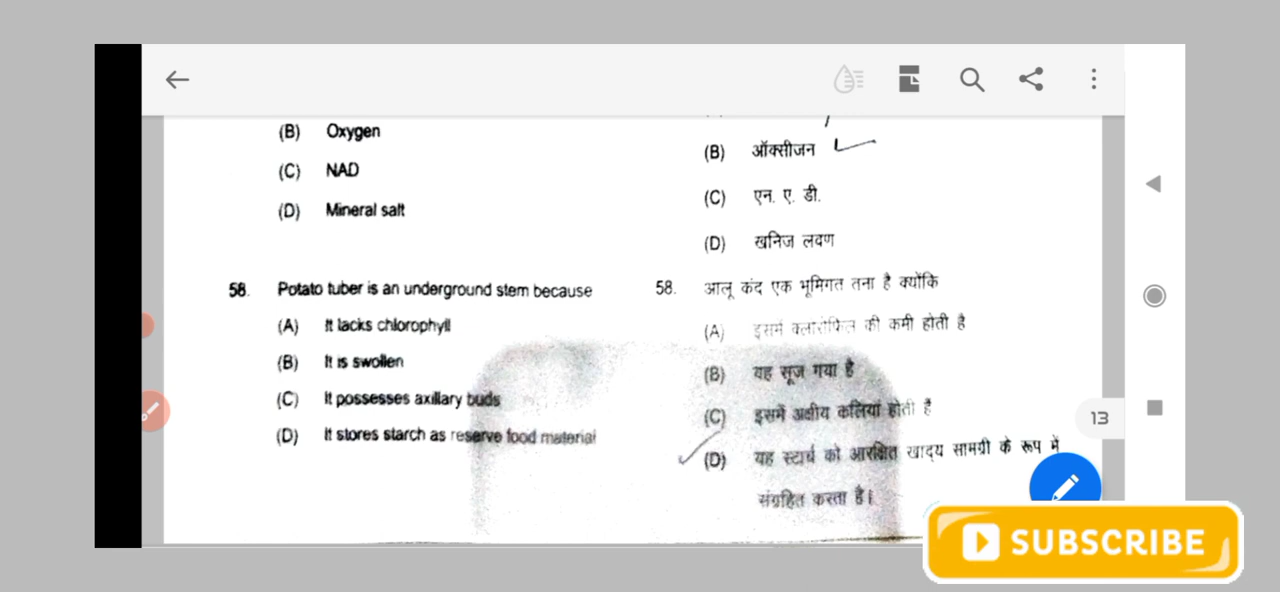 (B) Oxygen
(C) NAD
(D) Mineral salt
58. Potato tuber is an underground stem because
(A) It lacks chlorophyll
(B) It is swollen
(C) It possesses axillary buds
(D) It stores starch as reserve food material
(B) ऑक्सीजन
(C) एन. ए. डी.
(D) खनिज लवण
58. आलू कंद एक भूमिगत तना है क्योंकि
(A) इसमें क्लोरोफिल की कमी होती है
(B) यह सूज गया है
(C) इसमें अक्षीय कलियां होती हैं
(D) यह स्टार्च को आरक्षित खाद्य सामग्री के रूप में
संग्रहित करता है।
13
SUBSCRIBE